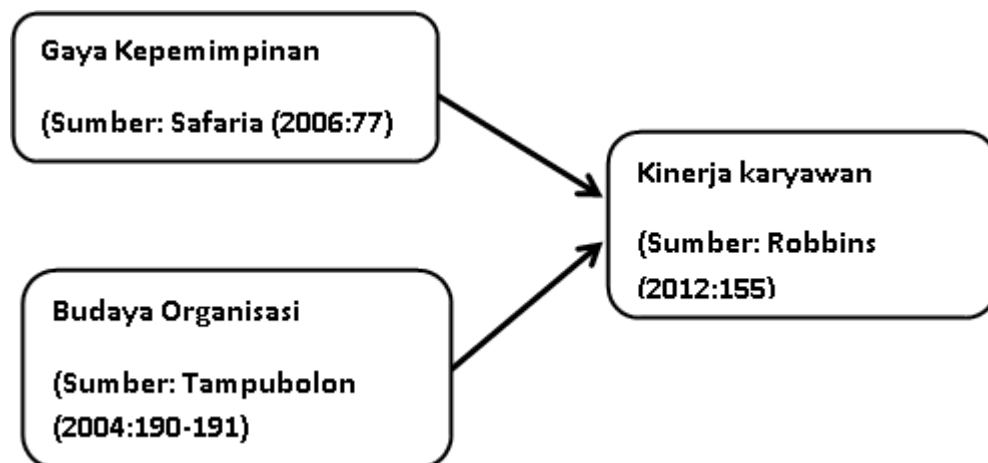 Gaya Kepemimpinan
(Sumber: Safaria (2006:77)
Kinerja karyawan
(Sumber: Robbins
(2012:155)
Budaya Organisasi
(Sumber: Tampubolon
(2004:190-191)